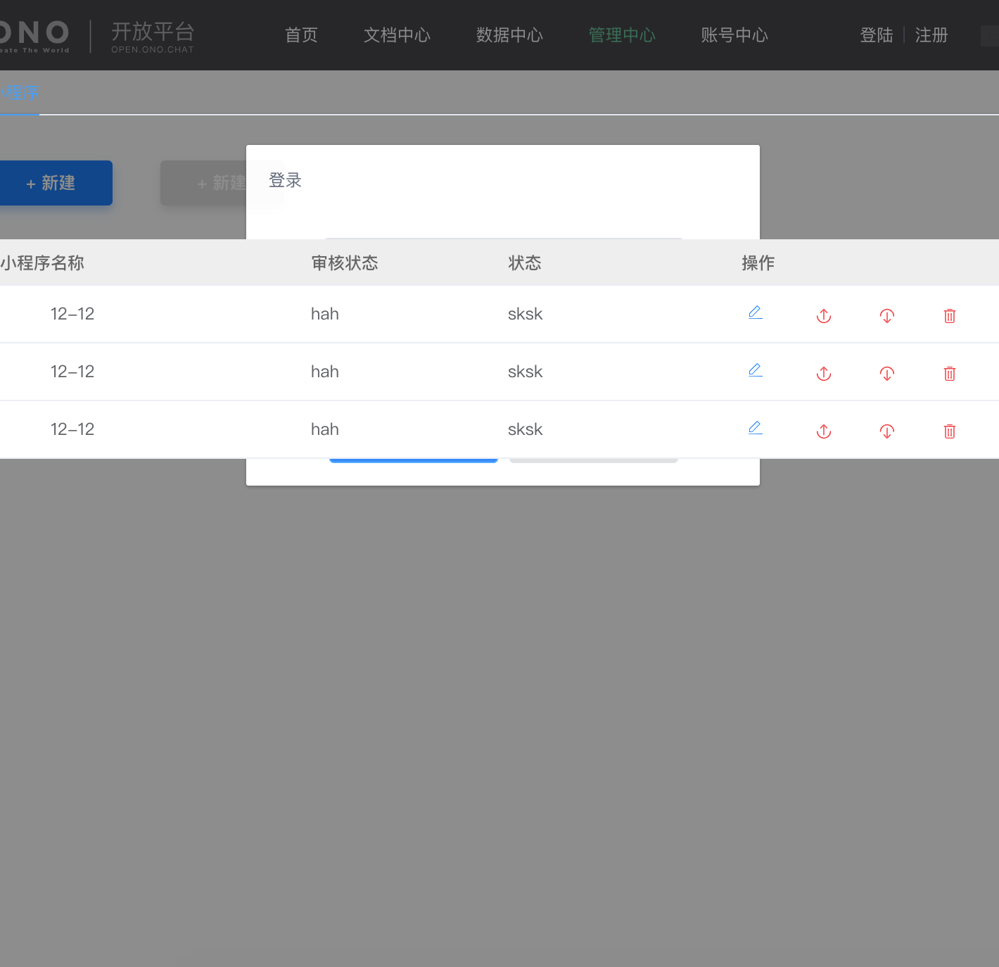 ONO
eate The World
开放平台
OPEN.ONO.CHAT
首页
文档中心
数据中心
管理中心
账号中心
登陆
注册
小程序
+ 新建
+ 新建
登录
小程序名称 审核状态 状态 操作
12-12 hah sksk
12-12 hah sksk
12-12 hah sksk